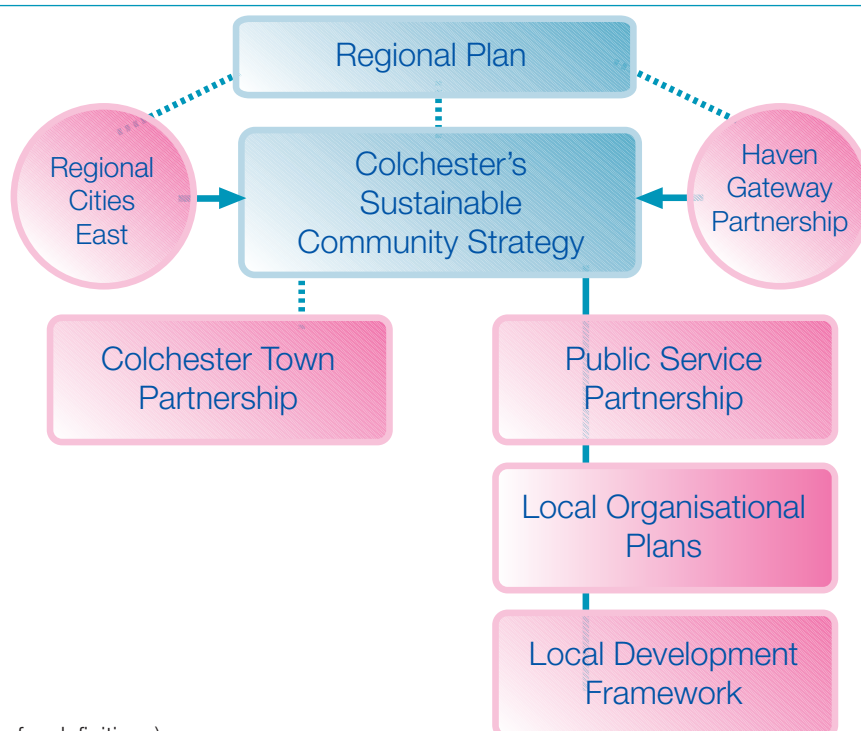 Regional Plan
Regional
Cities
East
Colchester's
Sustainable
Community Strategy
Haven
Gateway
Partnership
Colchester Town
Partnership
Public Service
Partnership
Local Organisational
Plans
Local Development
Framework